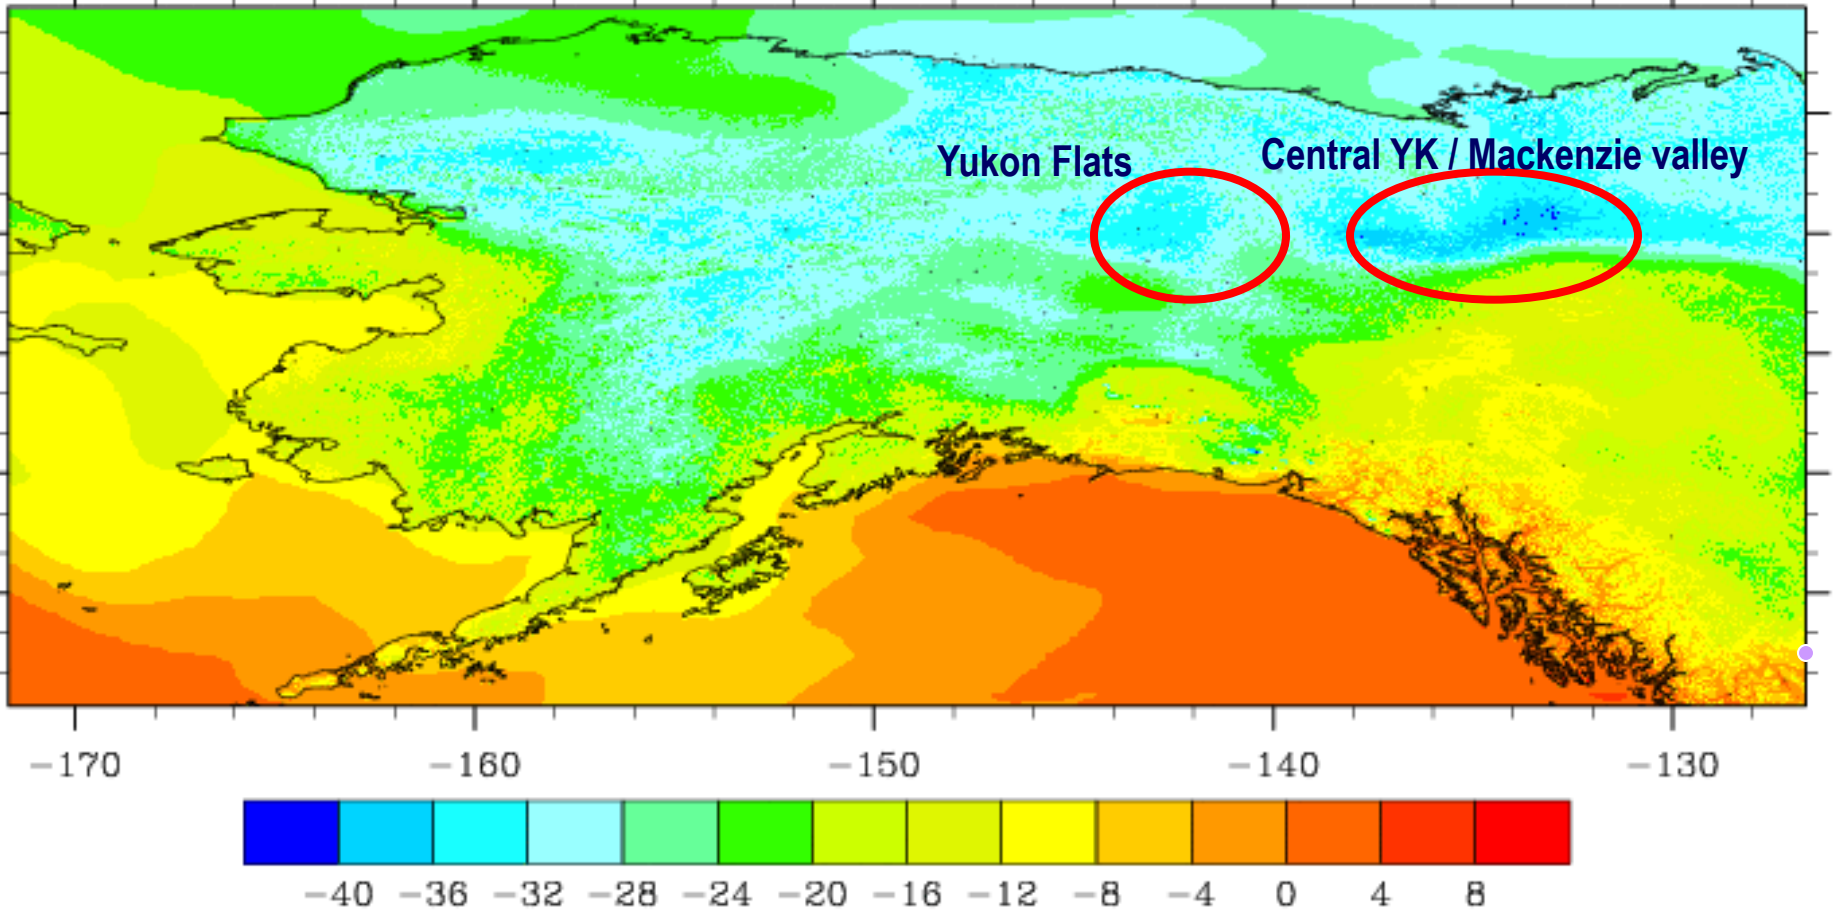 Yukon Flats
Central YK / Mackenzie valley
−170 −160 −150 −140 −130
−40 −36 −32 −28 −24 −20 −16 −12 −8 −4 0 4 8